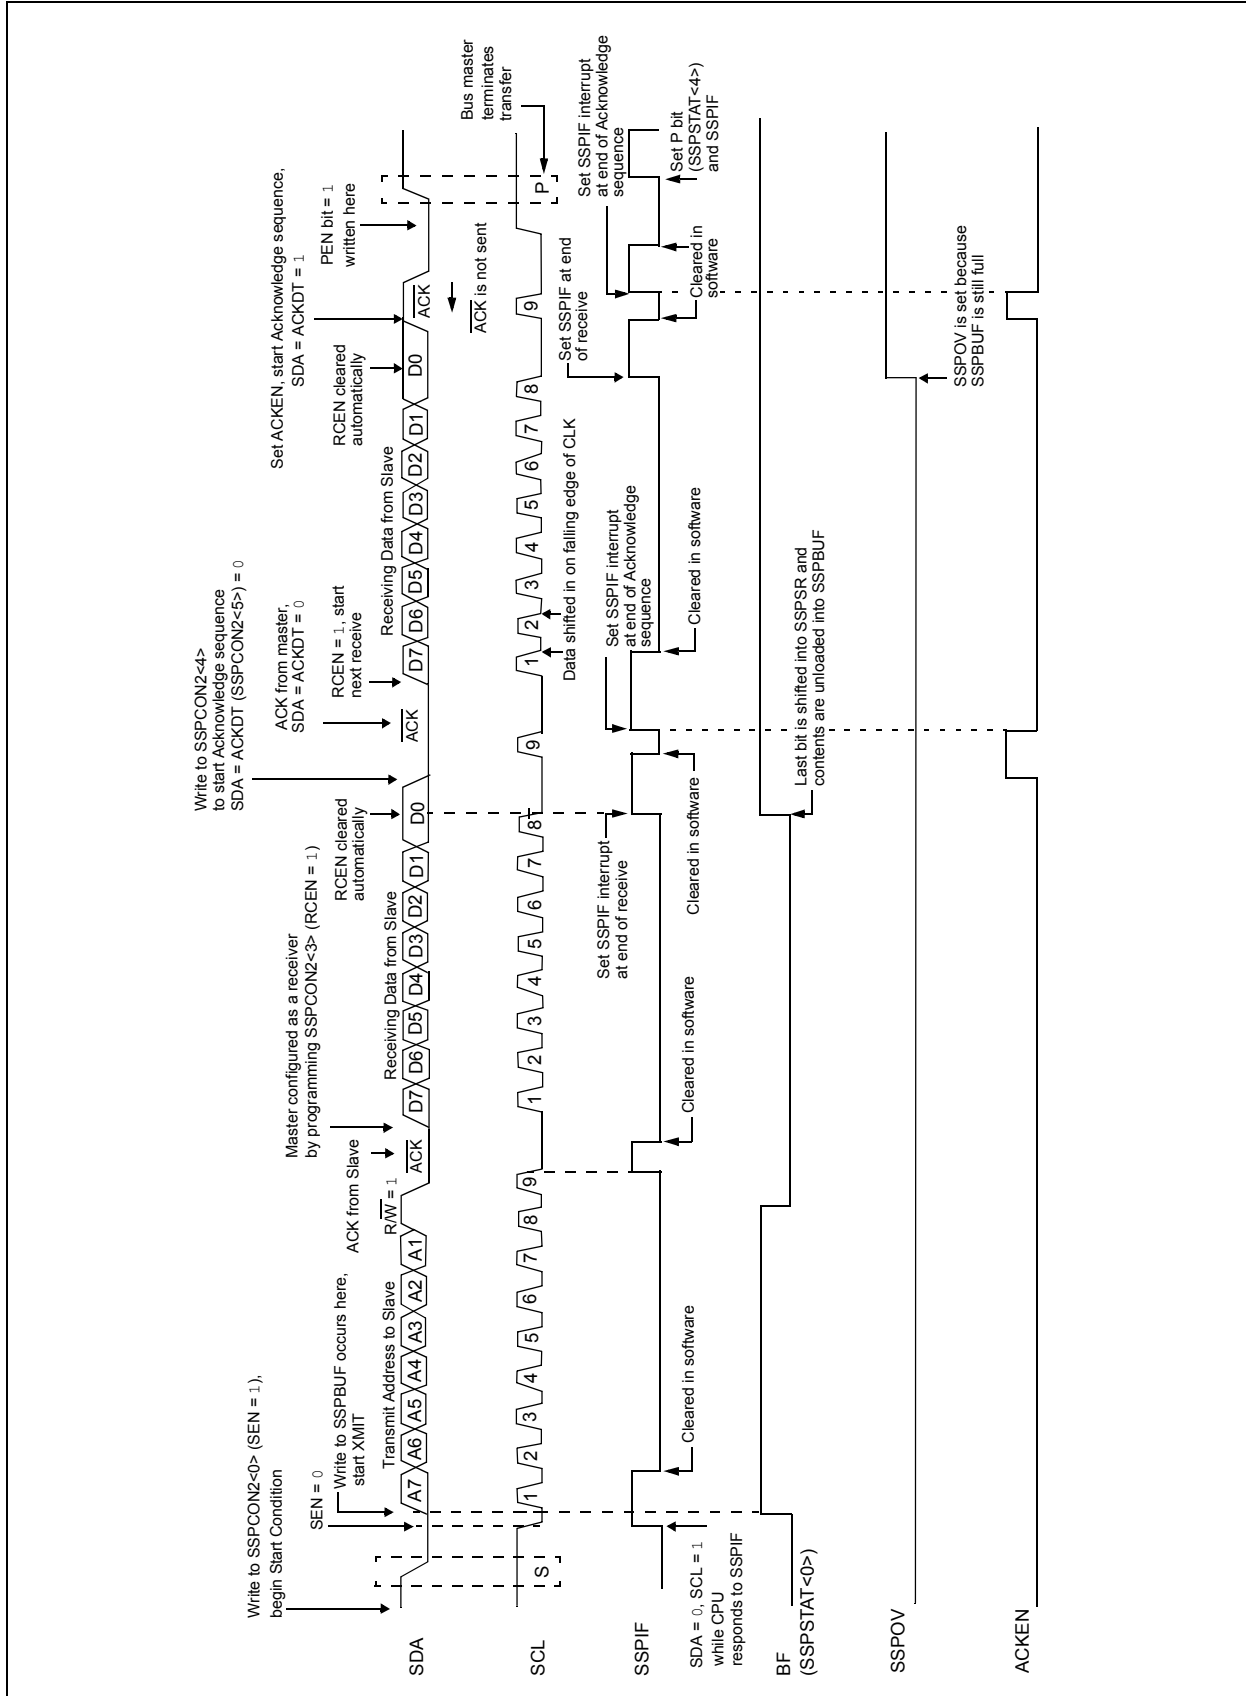 Write to SSPCON2<0> (SEN = 1),
begin Start Condition
SEN = 0
Write to SSPBUF occurs here,
start XMIT
Transmit Address to Slave
R/W = 1
ACK from Slave
Master configured as a receiver
by programming SSPCON2<3> (RCEN = 1)
Receiving Data from Slave
RCEN cleared
automatically
Write to SSPCON2<4>
to start Acknowledge sequence
SDA = ACKDT (SSPCON2<5>) = 0
ACK from master,
SDA = ACKDT = 0
RCEN = 1, start
next receive
Receiving Data from Slave
RCEN cleared
automatically
Set ACKEN, start Acknowledge sequence,
SDA = ACKDT = 1
PEN bit = 1
written here
SDA
A7 A6 A5 A4 A3 A2 A1
ACK
D7 D6 D5 D4 D3 D2 D1 D0
ACK
D7 D6 D5 D4 D3 D2 D1 D0
ACK
ACK is not sent
Bus master
terminates
transfer
SCL
S
1 2 3 4 5 6 7 8 9
1 2 3 4 5 6 7 8
9
1 2 3 4 5 6 7 8
9
P
Data shifted in on falling edge of CLK
SSPIF
SDA = 0, SCL = 1
while CPU
responds to SSPIF
Cleared in software
Cleared in software
Set SSPIF interrupt
at end of receive
Cleared in software
Set SSPIF interrupt
at end of Acknowledge
sequence
Cleared in software
Set SSPIF at end
of receive
Cleared in
software
Set SSPIF interrupt
at end of Acknowledge
sequence
Set P bit
(SSPSTAT<4>)
and SSPIF
BF
(SSPSTAT<0>)
Last bit is shifted into SSPSR and
contents are unloaded into SSPBUF
SSPOV
SSPOV is set because
SSPBUF is still full
ACKEN